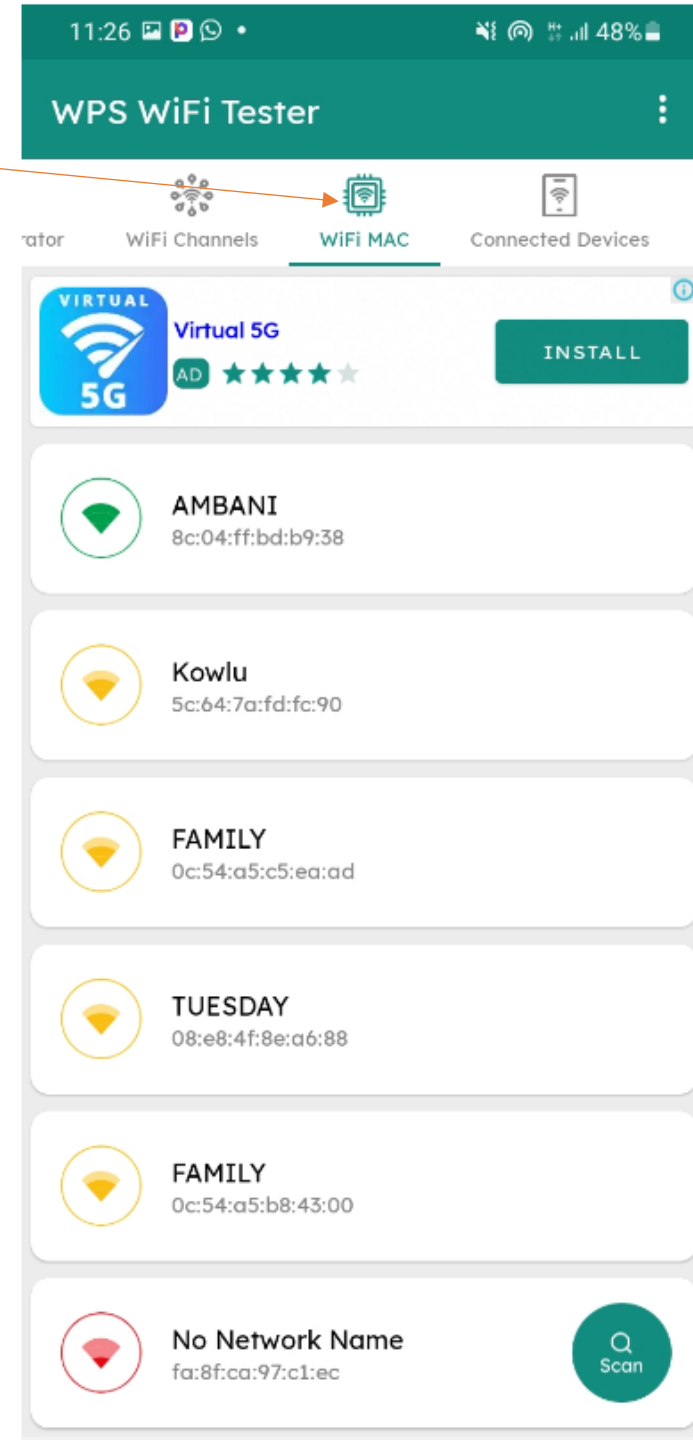 11:26 48%
WPS WiFi Tester
rator WiFi Channels WiFi MAC Connected Devices
VIRTUAL
5G
Virtual 5G
AD
INSTALL
AMBANI
8c:04:ff:bd:b9:38
Kowlu
5c:64:7a:fd:fc:90
FAMILY
0c:54:a5:c5:ea:ad
TUESDAY
08:e8:4f:8e:a6:88
FAMILY
0c:54:a5:b8:43:00
No Network Name
fa:8f:ca:97:c1:ec
Scan